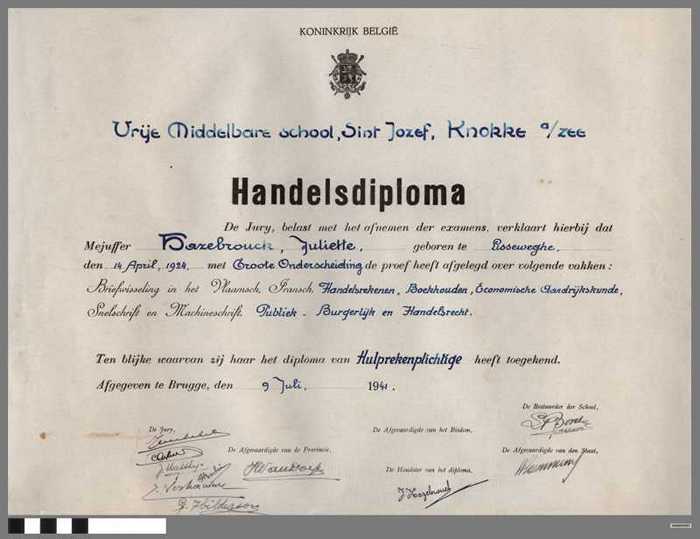 KONINKRIJK BELGIË
Vrije Middelbare school, Sint Jozef, Knokke a/zee
Handelsdiploma
De Jury, belast met het afnemen der examens, verklaart hierbij dat
Mejuffer Hazebrouck, Juliette, geboren te Lisseweghe,
den 14 April, 1924, met Groote Onderscheiding de proef heeft afgelegd over volgende vakken:
Briefwisseling in het Vlaamsch, Fransch, Handelsrekenen, Boekhouden, Economische Aardrijkskunde,
Snelschrift en Machineschrift, Publiek - Burgerlijk en Handelsrecht.
Ten blijke waarvan zij haar het diploma van Hulprekenplichtige heeft toegekend.
Afgegeven te Brugge, den 9 Juli, 1941.
De Bestuurder der School,
De Jury,
De Afgevaardigde van het Bisdom,
De Afgevaardigde van de Provincie,
De Afgevaardigde van den Staat,
De Houdster van het diploma,
J. Hazebrouck